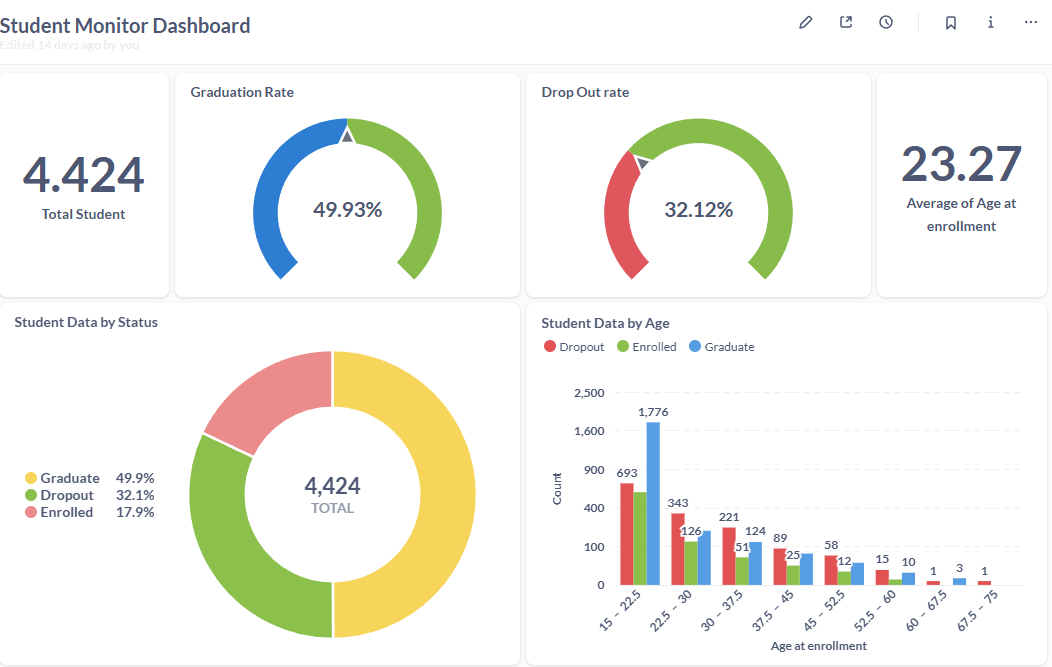 Student Monitor Dashboard
Edited 14 days ago by you
4.424
Total Student
Graduation Rate
49.93%
Drop Out rate
32.12%
23.27
Average of Age at
enrollment
Student Data by Status
Graduate 49.9%
Dropout 32.1%
Enrolled 17.9%
4,424
TOTAL
Student Data by Age
Dropout Enrolled Graduate
Count
2,500
1,600
900
400
100
0
1,776
693
343
126
221
51
124
89
25
58
12
15
10
1
3
1
15 – 22.5
22.5 – 30
30 – 37.5
37.5 – 45
45 – 52.5
52.5 – 60
60 – 67.5
67.5 – 75
Age at enrollment